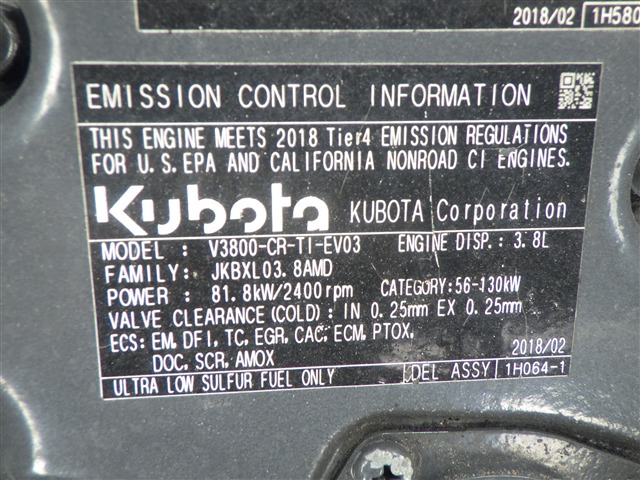 2018/02 1H580
EMISSION CONTROL INFORMATION
THIS ENGINE MEETS 2018 Tier4 EMISSION REGULATIONS
FOR U.S.EPA AND CALIFORNIA NONROAD CI ENGINES.
Kubota KUBOTA Corporation
MODEL : V3800-CR-TI-EV03 ENGINE DISP.: 3.8L
FAMILY: JKBXL03.8AMD
POWER : 81.8kW/2400rpm CATEGORY:56-130kW
VALVE CLEARANCE(COLD): IN 0.25mm EX 0.25mm
ECS: EM, DFI, TC, EGR, CAC, ECM, PTOX,
DOC, SCR, AMOX 2018/02
ULTRA LOW SULFUR FUEL ONLY DEL ASSY 1H064-1